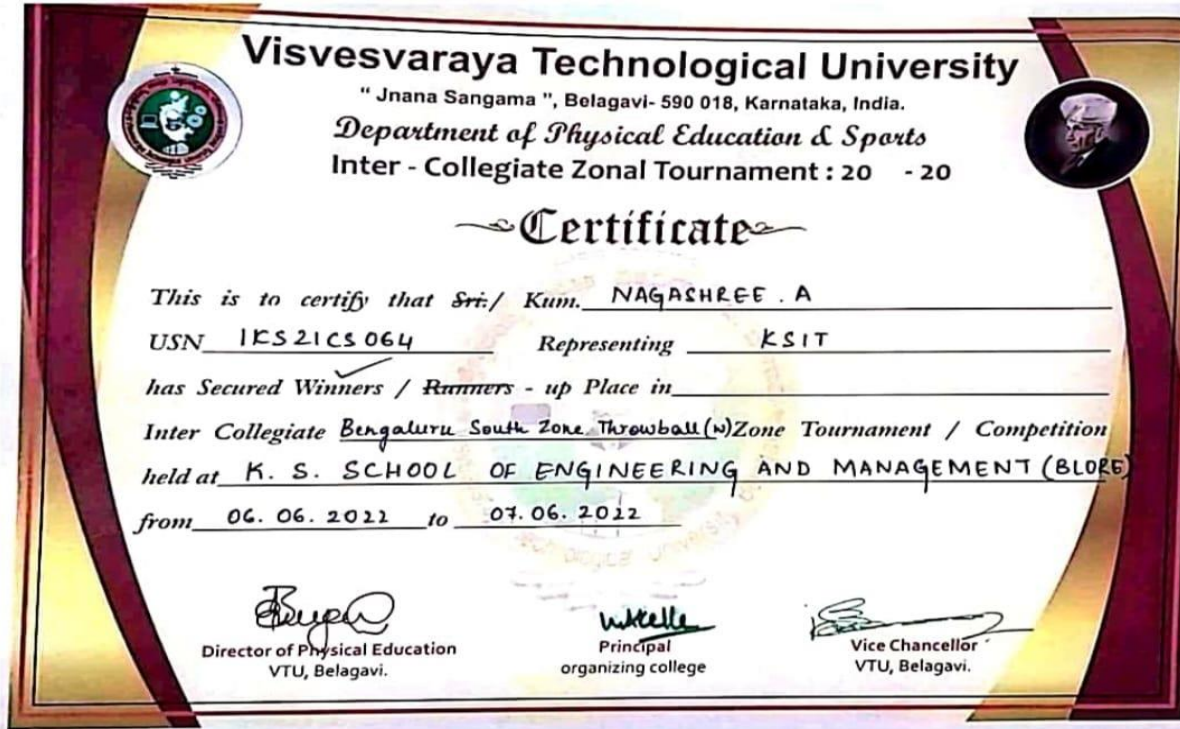 Visvesvaraya Technological University
" Jnana Sangama ", Belagavi- 590 018, Karnataka, India.
Department of Physical Education & Sports
Inter - Collegiate Zonal Tournament : 20 - 20
Certificate
This is to certify that Sri./ Kum. NAGASHREE . A
USN 1KS21CS064 Representing KSIT
has Secured Winners / Runners - up Place in
Inter Collegiate Bengaluru South Zone Throwball (W) Zone Tournament / Competition
held at K. S. SCHOOL OF ENGINEERING AND MANAGEMENT (BLORE)
from 06. 06. 2022 to 07. 06. 2022
Director of Physical Education
VTU, Belagavi.
Principal
organizing college
Vice Chancellor
VTU, Belagavi.